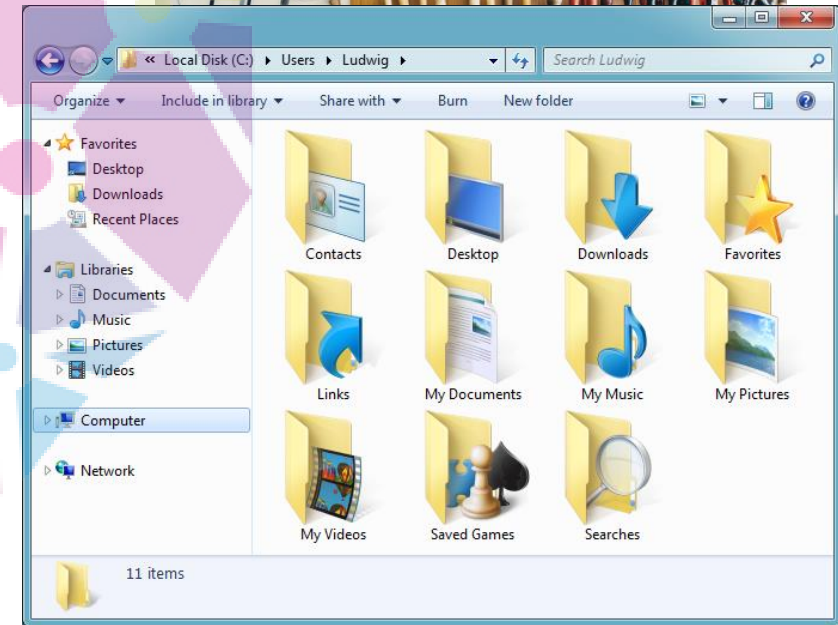 « Local Disk (C:) Users Ludwig
Search Ludwig
Organize Include in library Share with Burn New folder
Favorites
Desktop
Downloads
Recent Places
Libraries
Documents
Music
Pictures
Videos
Computer
Network
Contacts Desktop Downloads Favorites
Links My Documents My Music My Pictures
My Videos Saved Games Searches
11 items